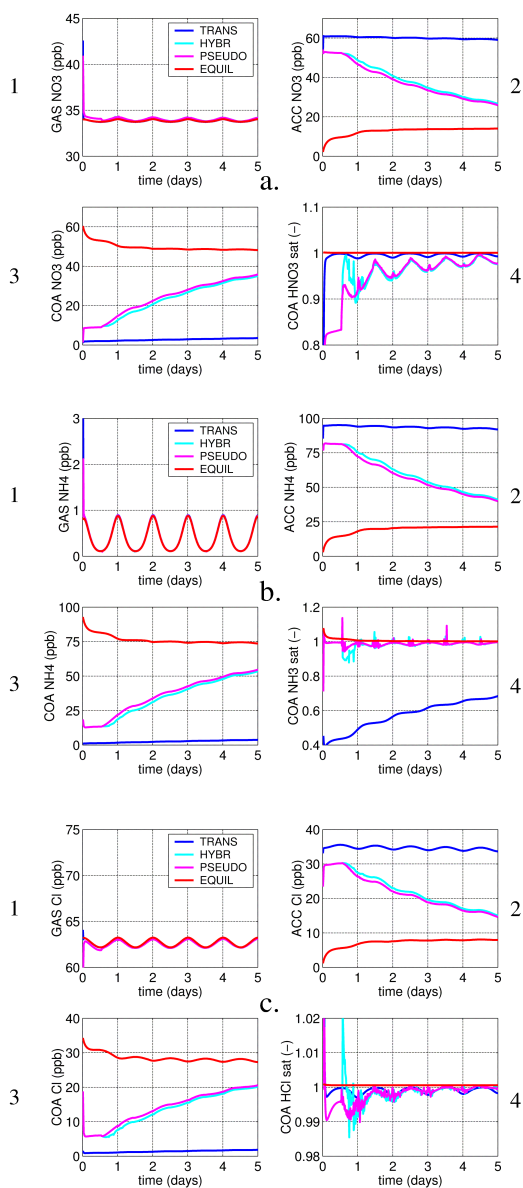 TRANS
HYBR
PSEUDO
EQUIL
GAS NO3 (ppb)
45
40
35
30
0 1 2 3 4 5
time (days)
1
ACC NO3 (ppb)
80
60
40
20
0
0 1 2 3 4 5
time (days)
2
a.
COA NO3 (ppb)
60
40
20
0
0 1 2 3 4 5
time (days)
3
COA HNO3 sat (−)
1.1
1
0.9
0.8
0 1 2 3 4 5
time (days)
4
TRANS
HYBR
PSEUDO
EQUIL
GAS NH4 (ppb)
3
2
1
0
0 1 2 3 4 5
time (days)
1
ACC NH4 (ppb)
100
75
50
25
0
0 1 2 3 4 5
time (days)
2
b.
COA NH4 (ppb)
100
75
50
25
0
0 1 2 3 4 5
time (days)
3
COA NH3 sat (−)
1.2
1
0.8
0.6
0.4
0 1 2 3 4 5
time (days)
4
TRANS
HYBR
PSEUDO
EQUIL
GAS Cl (ppb)
75
70
65
60
0 1 2 3 4 5
time (days)
1
ACC Cl (ppb)
40
30
20
10
0
0 1 2 3 4 5
time (days)
2
c.
COA Cl (ppb)
40
30
20
10
0
0 1 2 3 4 5
time (days)
3
COA HCl sat (−)
1.02
1.01
1
0.99
0.98
0 1 2 3 4 5
time (days)
4